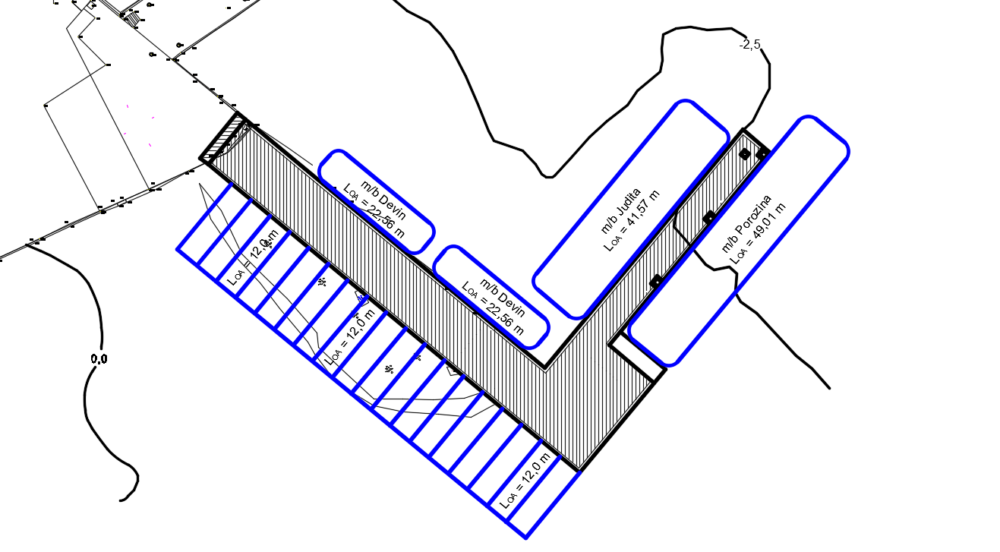 -2,5
m/b Devin
LOA = 22,56 m
m/b Judita
LOA = 41,57 m
m/b Porozina
LOA = 49,01 m
LOA = 12,0 m
m/b Devin
LOA = 22,56 m
LOA = 12,0 m
0,0
LOA = 12,0 m